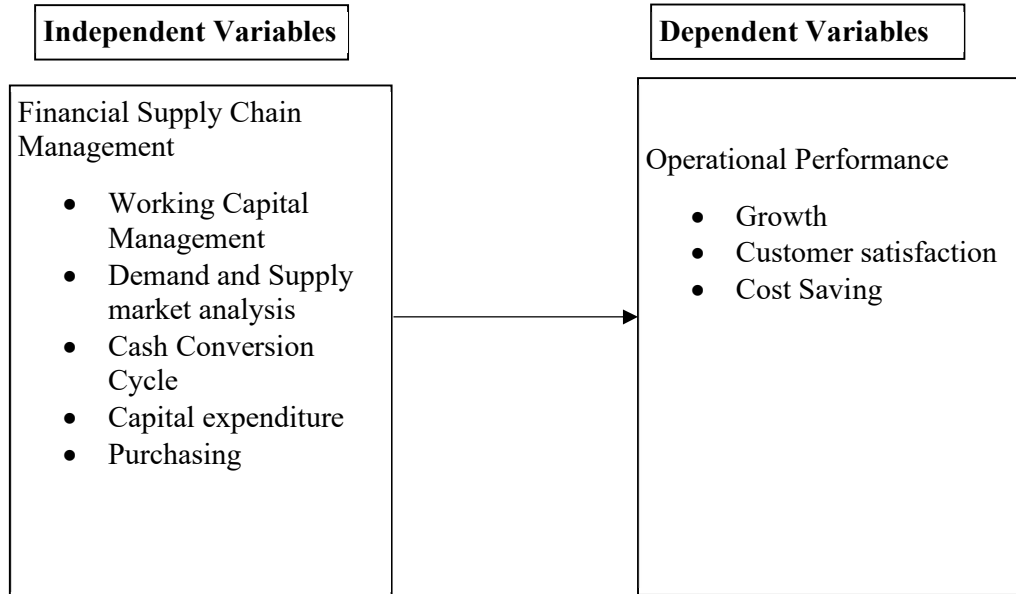 Independent Variables
Dependent Variables
Financial Supply Chain
Management
• Working Capital
Management
• Demand and Supply
market analysis
• Cash Conversion
Cycle
• Capital expenditure
• Purchasing
Operational Performance
• Growth
• Customer satisfaction
• Cost Saving